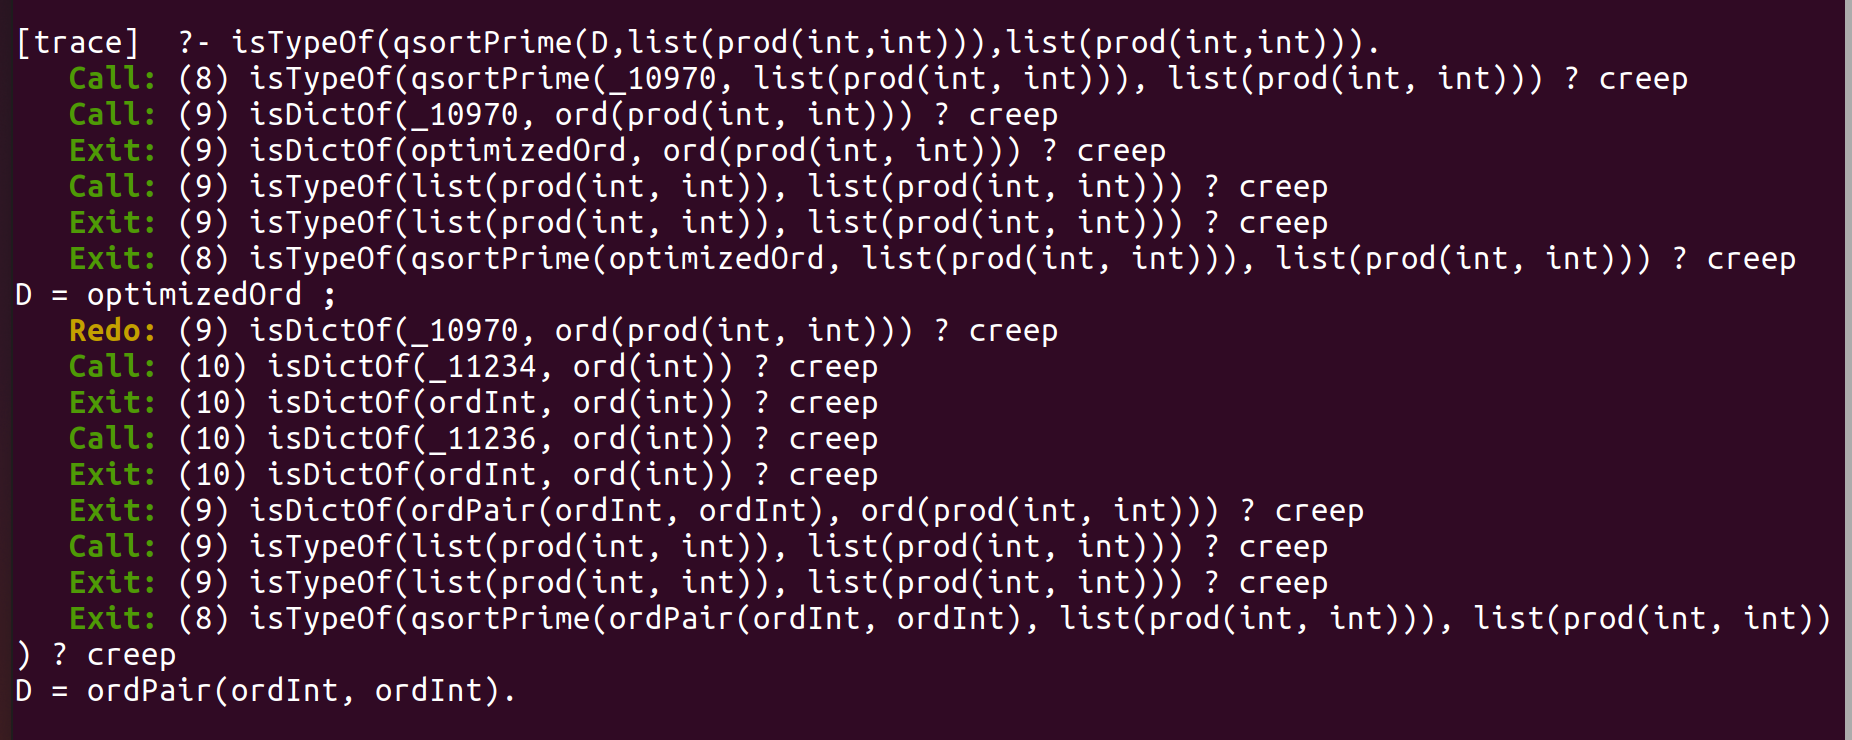 [trace]  ?- isTypeOf(qsortPrime(D,list(prod(int,int))),list(prod(int,int))).
   Call: (8) isTypeOf(qsortPrime(_10970, list(prod(int, int))), list(prod(int, int))) ? creep
   Call: (9) isDictOf(_10970, ord(prod(int, int))) ? creep
   Exit: (9) isDictOf(optimizedOrd, ord(prod(int, int))) ? creep
   Call: (9) isTypeOf(list(prod(int, int)), list(prod(int, int))) ? creep
   Exit: (9) isTypeOf(list(prod(int, int)), list(prod(int, int))) ? creep
   Exit: (8) isTypeOf(qsortPrime(optimizedOrd, list(prod(int, int))), list(prod(int, int))) ? creep
D = optimizedOrd ;
   Redo: (9) isDictOf(_10970, ord(prod(int, int))) ? creep
   Call: (10) isDictOf(_11234, ord(int)) ? creep
   Exit: (10) isDictOf(ordInt, ord(int)) ? creep
   Call: (10) isDictOf(_11236, ord(int)) ? creep
   Exit: (10) isDictOf(ordInt, ord(int)) ? creep
   Exit: (9) isDictOf(ordPair(ordInt, ordInt), ord(prod(int, int))) ? creep
   Call: (9) isTypeOf(list(prod(int, int)), list(prod(int, int))) ? creep
   Exit: (9) isTypeOf(list(prod(int, int)), list(prod(int, int))) ? creep
   Exit: (8) isTypeOf(qsortPrime(ordPair(ordInt, ordInt), list(prod(int, int))), list(prod(int, int))
) ? creep
D = ordPair(ordInt, ordInt).